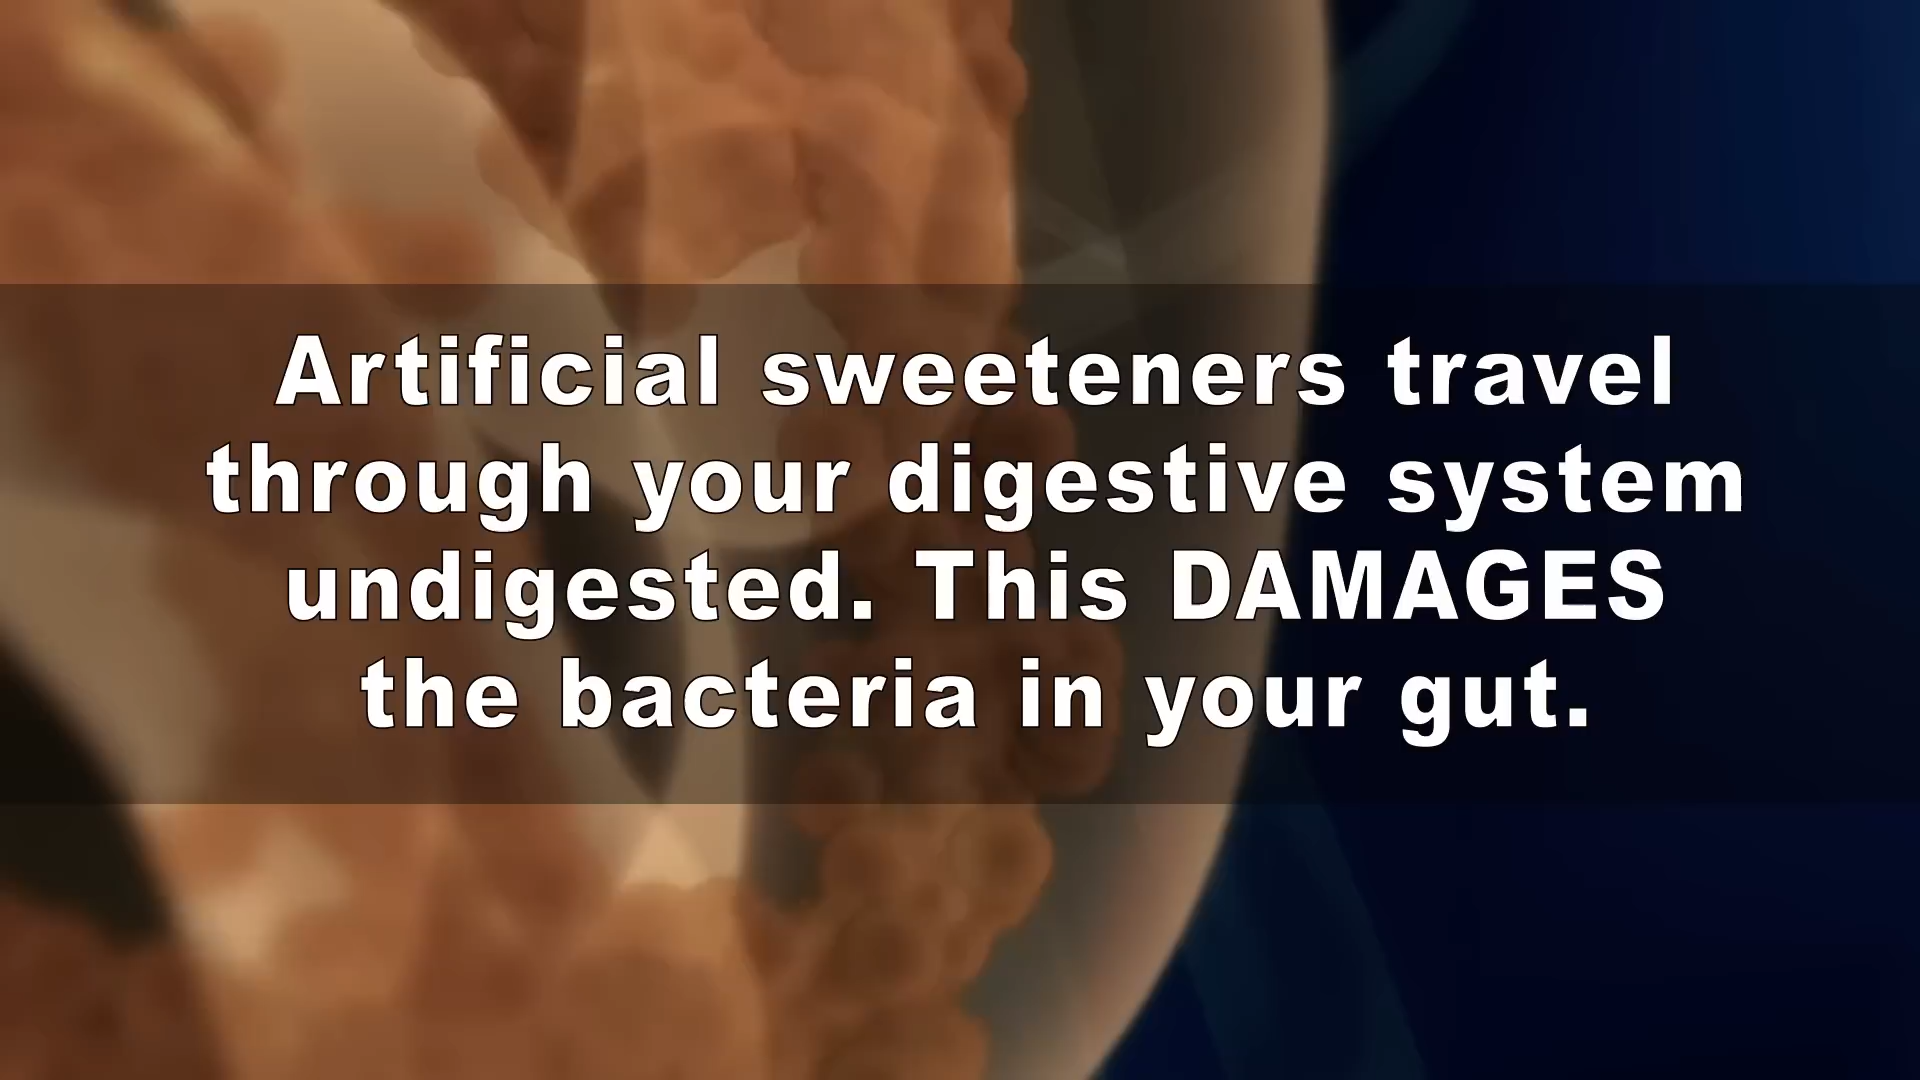 Artificial sweeteners travel
through your digestive system
undigested. This DAMAGES
the bacteria in your gut.